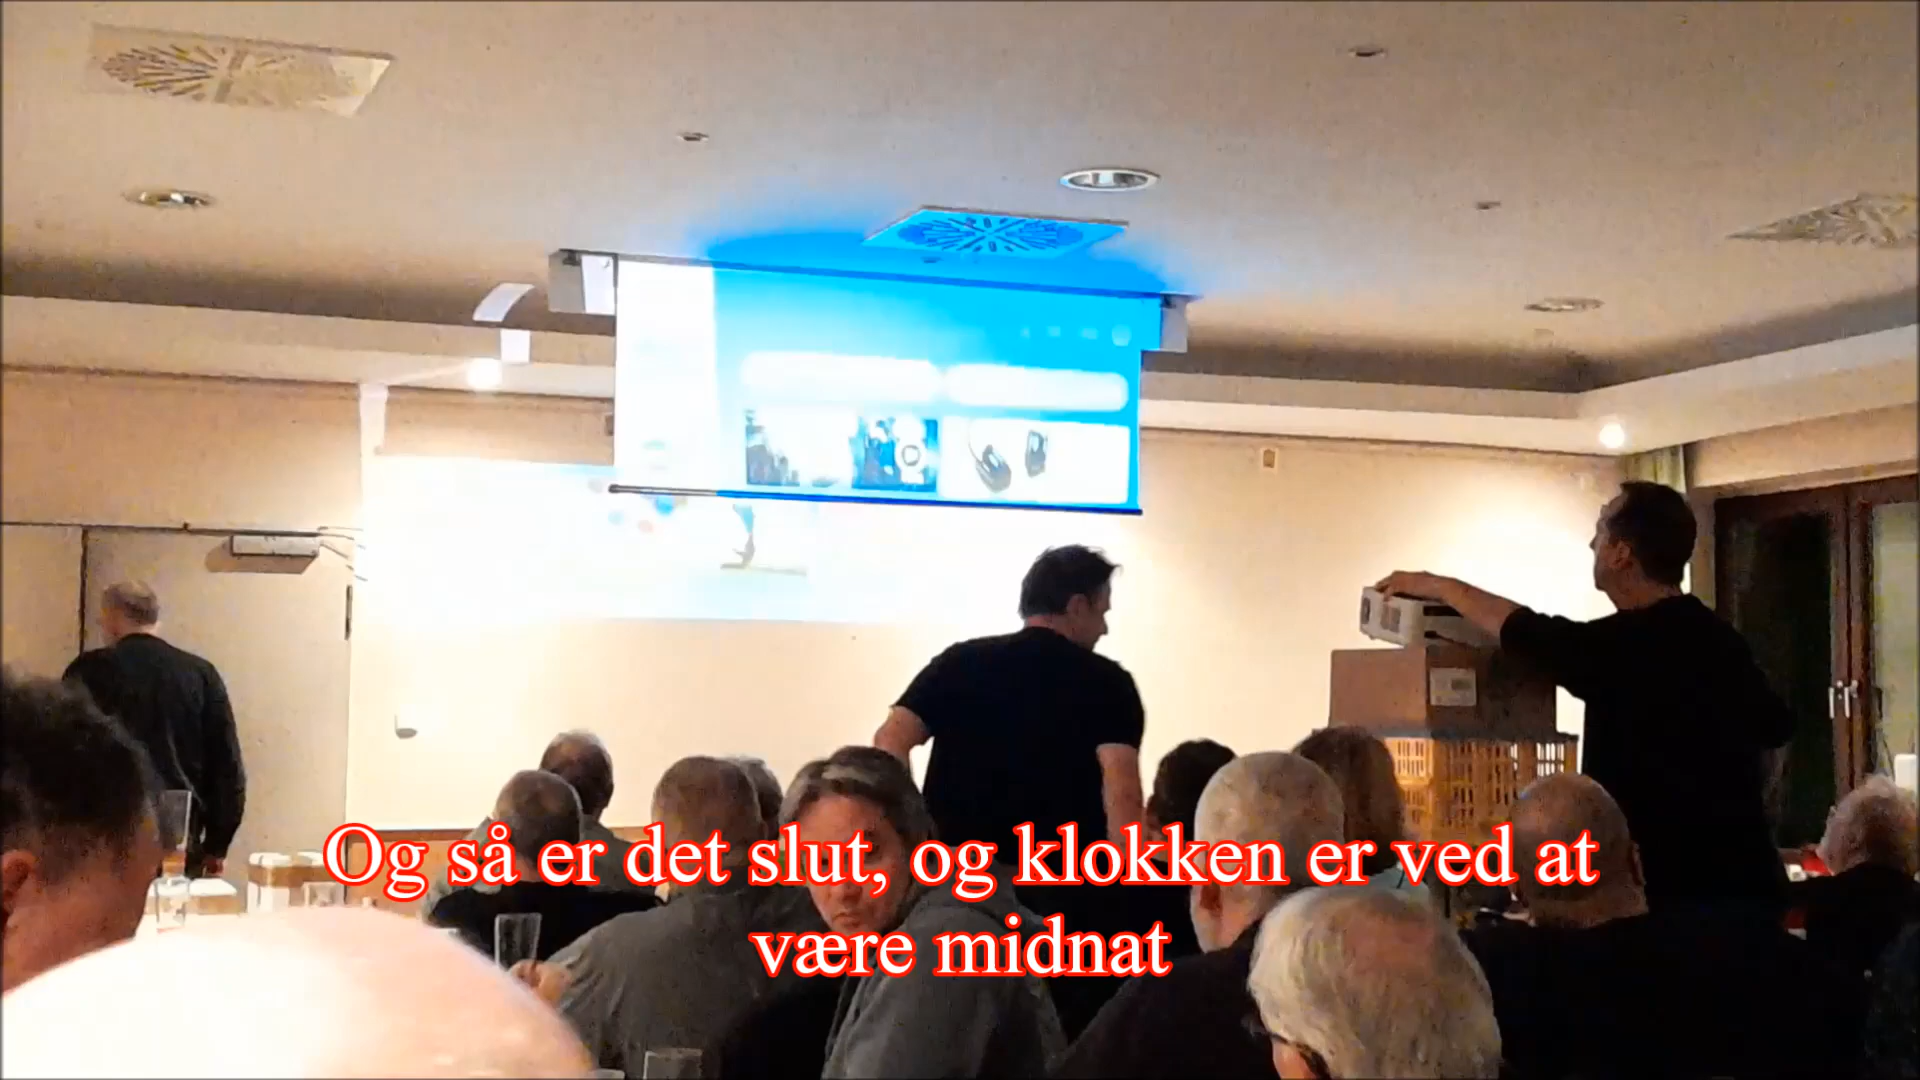 Og så er det slut, og klokken er ved at
være midnat